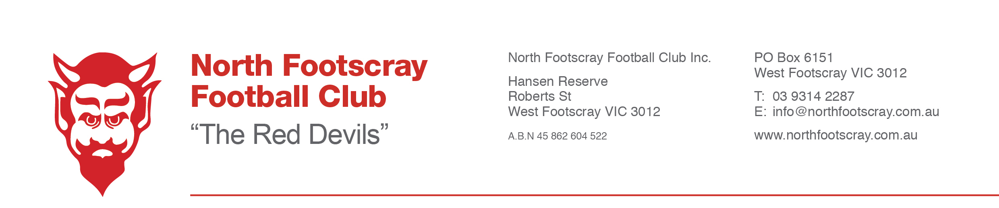 North Footscray
Football Club
“The Red Devils”
North Footscray Football Club Inc.
Hansen Reserve
Roberts St
West Footscray VIC 3012
A.B.N 45 862 604 522
PO Box 6151
West Footscray VIC 3012
T: 03 9314 2287
E: info@northfootscray.com.au
www.northfootscray.com.au